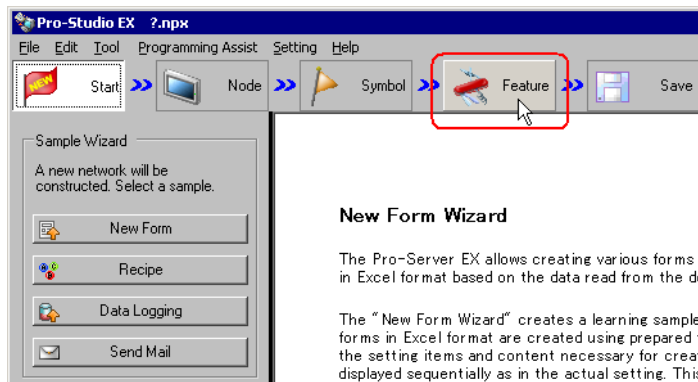 Pro-Studio EX ?.npx
File Edit Tool Programming Assist Setting Help
NEW Start Node Symbol Feature Save
Sample Wizard
A new network will be
constructed. Select a sample.
New Form
Recipe
Data Logging
Send Mail
New Form Wizard
The Pro-Server EX allows creating various forms
in Excel format based on the data read from the
The "New Form Wizard" creates a learning sample
forms in Excel format are created using prepared
the setting items and content necessary for
displayed sequentially as in the actual setting.